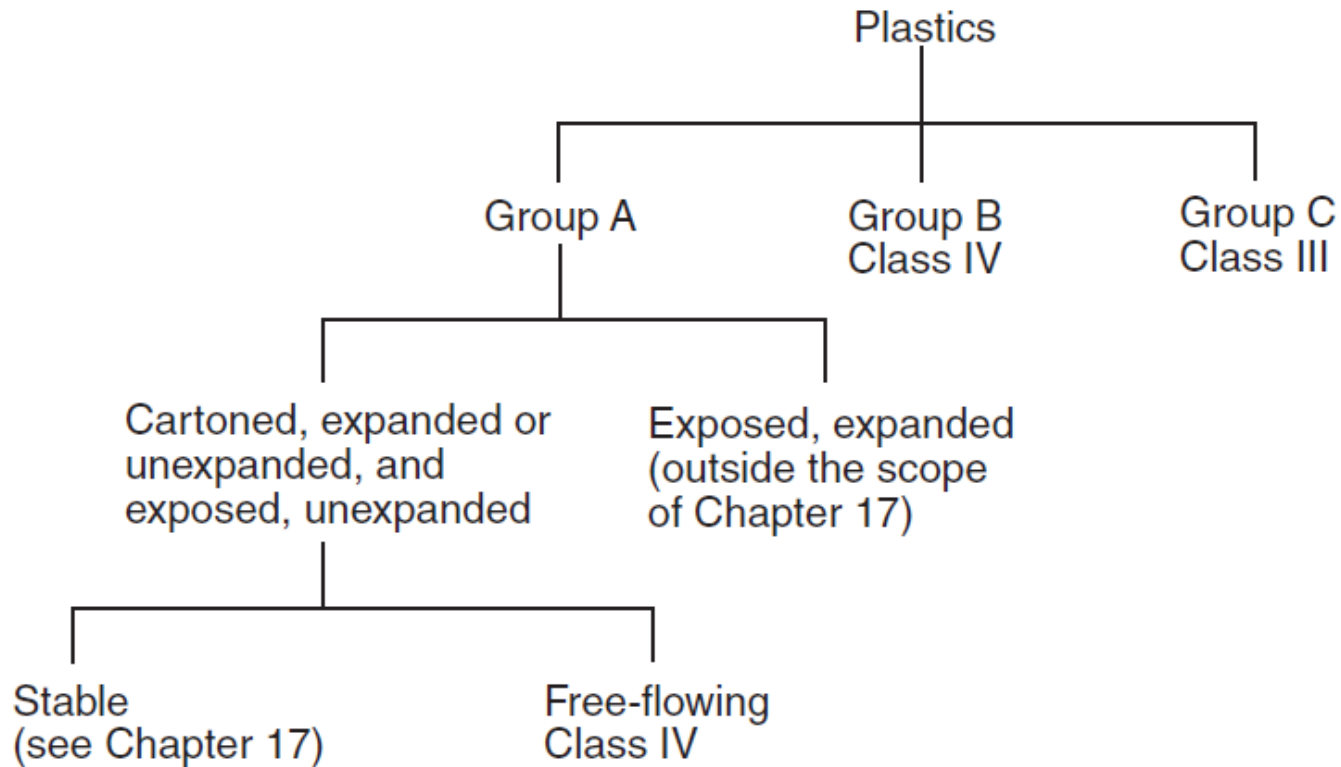 Plastics
Group A
Group B
Class IV
Group C
Class III
Cartoned, expanded or
unexpanded, and
exposed, unexpanded
Exposed, expanded
(outside the scope
of Chapter 17)
Stable
(see Chapter 17)
Free-flowing
Class IV